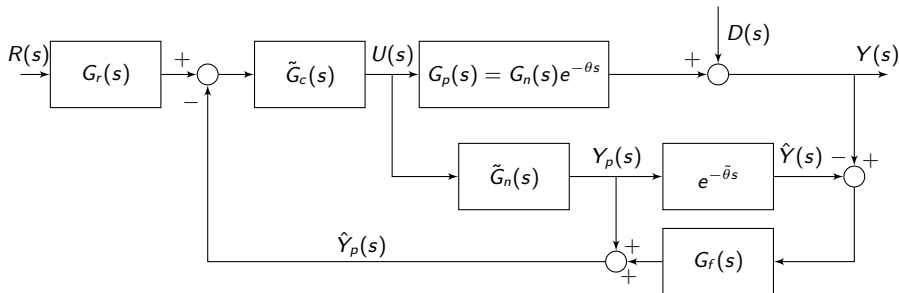 R(s)
G_r(s)
+
−
G̃_c(s)
U(s)
G_p(s) = G_n(s)e^{−θs}
+
D(s)
Y(s)
G̃_n(s)
Y_p(s)
e^{−θ̃s}
Ŷ(s)
−
+
Ŷ_p(s)
+
+
G_f(s)